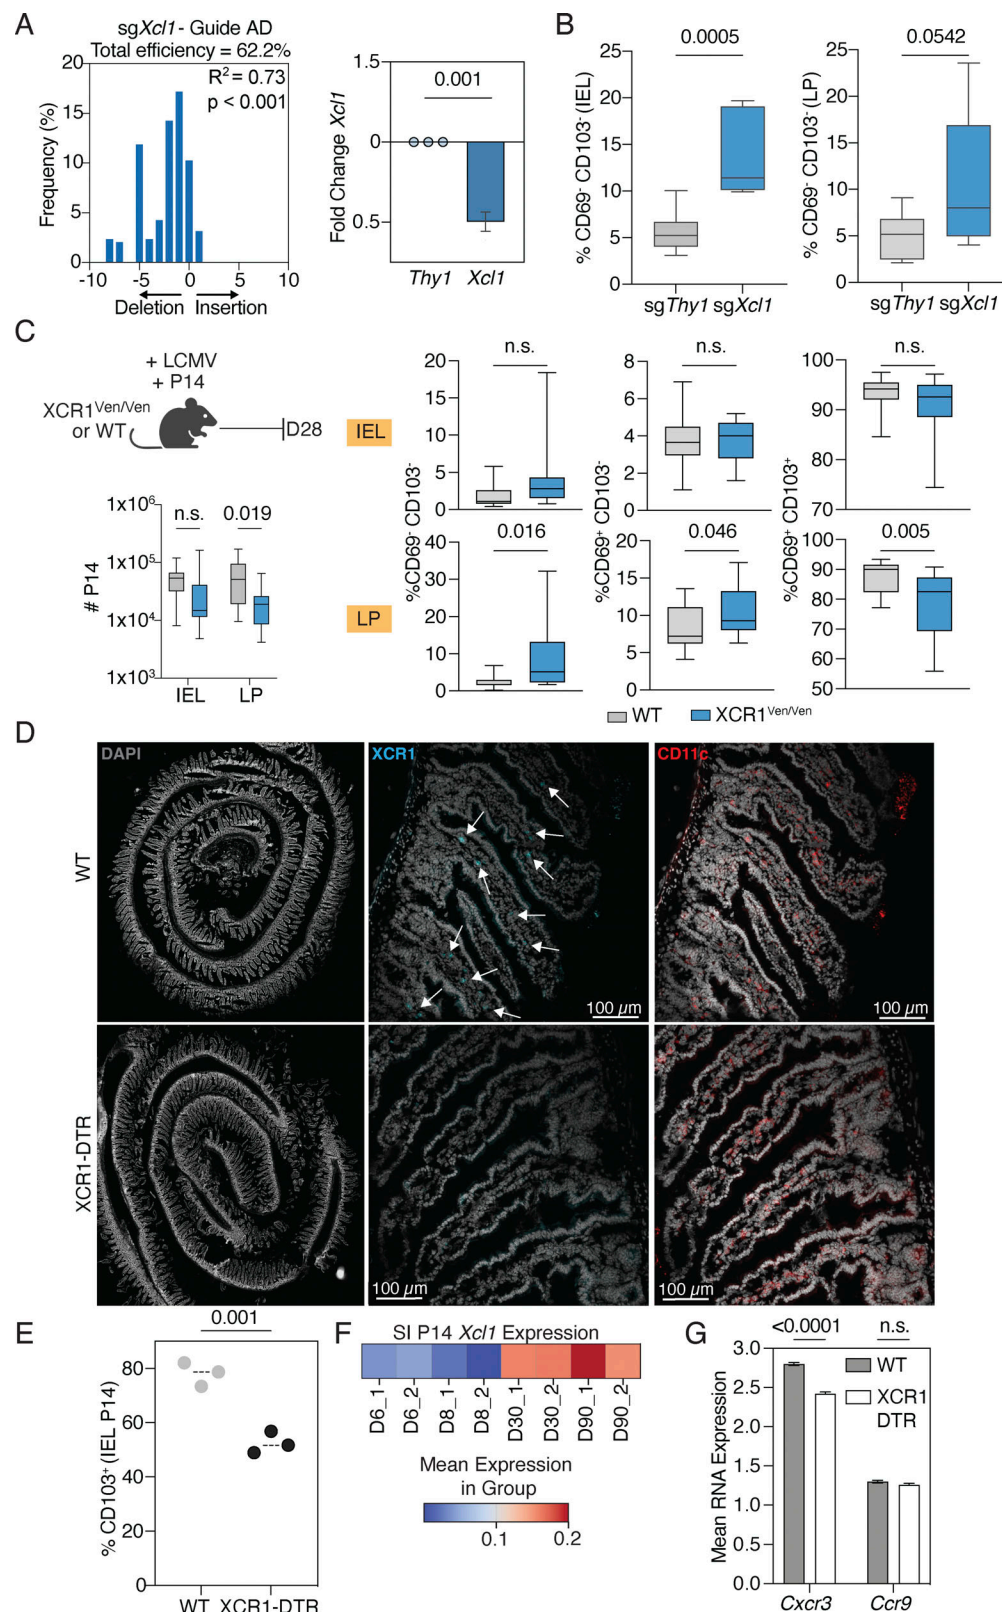 A
sgXcl1 - Guide AD
Total efficiency = 62.2%
R² = 0.73
p < 0.001
Frequency (%)
20
15
10
5
0
-10 -5 0 5 10
Deletion Insertion
Fold Change Xcl1
1.5
0
0.5
0.001
Thy1 Xcl1
B
% CD69⁻ CD103⁻ (IEL)
25
20
15
10
5
0
0.0005
sgThy1 sgXcl1
% CD69⁻ CD103⁻ (LP)
25
20
15
10
5
0
0.0542
sgThy1 sgXcl1
C
+ LCMV
+ P14
XCR1Ven/Ven
or WT
D28
# P14
1x10⁶
1x10⁵
1x10⁴
1x10³
n.s. 0.019
IEL LP
IEL
LP
%CD69⁻ CD103⁻
20
15
10
5
0
n.s.
40
30
20
10
0
0.016
%CD69⁺ CD103⁻
8
6
4
2
0
n.s.
20
15
10
5
0
0.046
%CD69⁺ CD103⁺
100
90
80
70
n.s.
100
90
80
70
60
50
0.005
WT XCR1Ven/Ven
D
DAPI XCR1 CD11c
WT
100 µm 100 µm
XCR1-DTR
100 µm 100 µm
E
% CD103⁺ (IEL P14)
80
60
40
20
0
0.001
WT XCR1-DTR
F
SI P14 Xcl1 Expression
D6_1 D6_2 D8_1 D8_2 D30_1 D30_2 D90_1 D90_2
Mean Expression
in Group
0.1 0.2
G
Mean RNA Expression
3.0
2.5
2.0
1.5
1.0
0.5
0.0
<0.0001 n.s.
WT
XCR1
DTR
Cxcr3 Ccr9